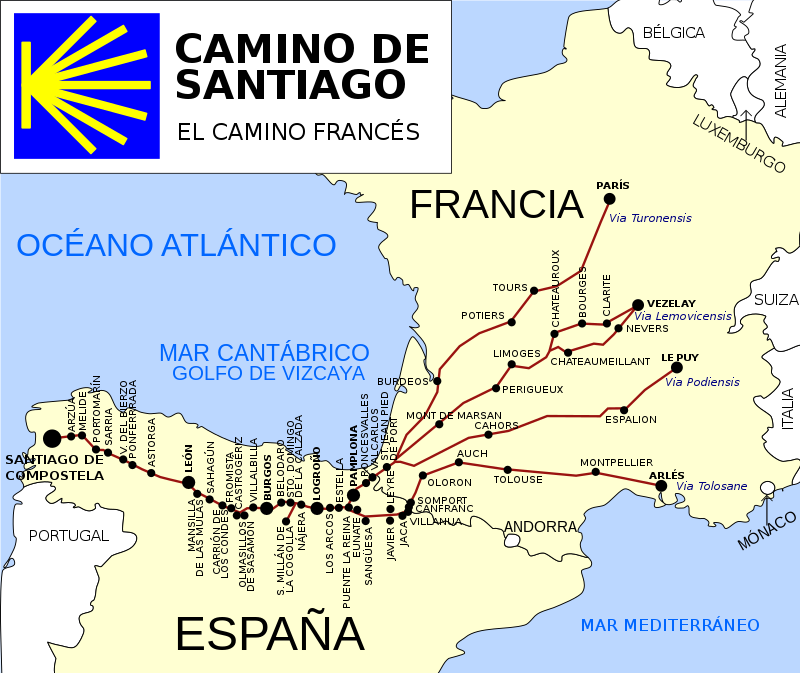 CAMINO DE
SANTIAGO
EL CAMINO FRANCÉS
BÉLGICA
ALEMANIA
LUXEMBURGO
FRANCIA
PARÍS
Via Turonensis
OCÉANO ATLÁNTICO
TOURS
CHATEAUROUX
BOURGES
CLARITE
VEZELAY
Via Lemovicensis
SUIZA
POTIERS
NEVERS
MAR CANTÁBRICO
GOLFO DE VIZCAYA
LIMOGES
CHATEAUMEILLANT
LE PUY
Via Podiensis
BURDEOS
PERIGUEUX
ITALIA
MONT DE MARSAN
CAHORS
ESPALION
SANTIAGO DE
COMPOSTELA
ARZÚA
MELIDE
PORTOMARÍN
SARRIA
V. DEL BIERZO
PONFERRADA
ASTORGA
LEÓN
SAHAGÚN
FROMISTA
CASTROGERIZ
VILLALBILLA
BURGOS
BELDOARD
STO. DOMINGO
DE LA CALZADA
LOGROÑO
ESTELLA
PAMPLONA
RONCESVALLES
VALCARLOS
ST. JEAN PIED
DE PORT
LEYRE
AUCH
OLORON
TOLOUSE
MONTPELLIER
ARLÉS
Via Tolosane
SOMPORT
CANFRANC
VILLANUA
MANSILLA
DE LAS MULAS
CARRIÓN DE
LOS CONDES
OLMASILLOS
DE SASAMÓN
S. MILLÁN DE
LA COGOLLA
NÁJERA
LOS ARCOS
PUENTE LA REINA
EUNATE
SANGÜESA
JAVIER
JACA
PORTUGAL
ANDORRA
MÓNACO
ESPAÑA
MAR MEDITERRÁNEO